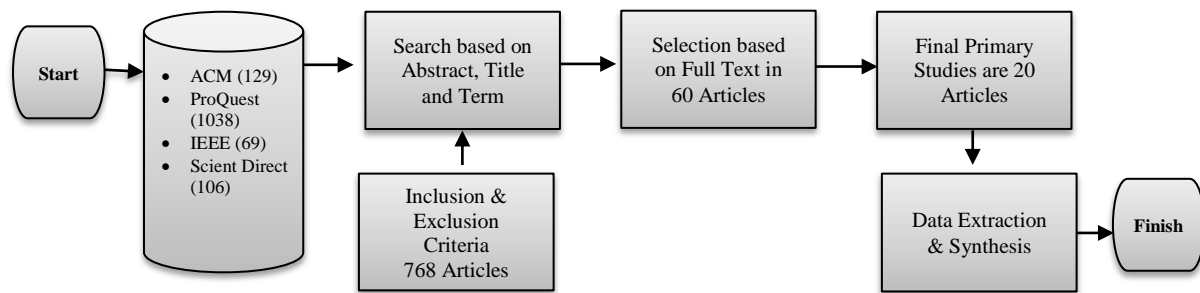 Start
• ACM (129)
• ProQuest
(1038)
• IEEE (69)
• Scient Direct
(106)
Search based on
Abstract, Title
and Term
Selection based
on Full Text in
60 Articles
Final Primary
Studies are 20
Articles
Inclusion &
Exclusion
Criteria
768 Articles
Data Extraction
& Synthesis
Finish